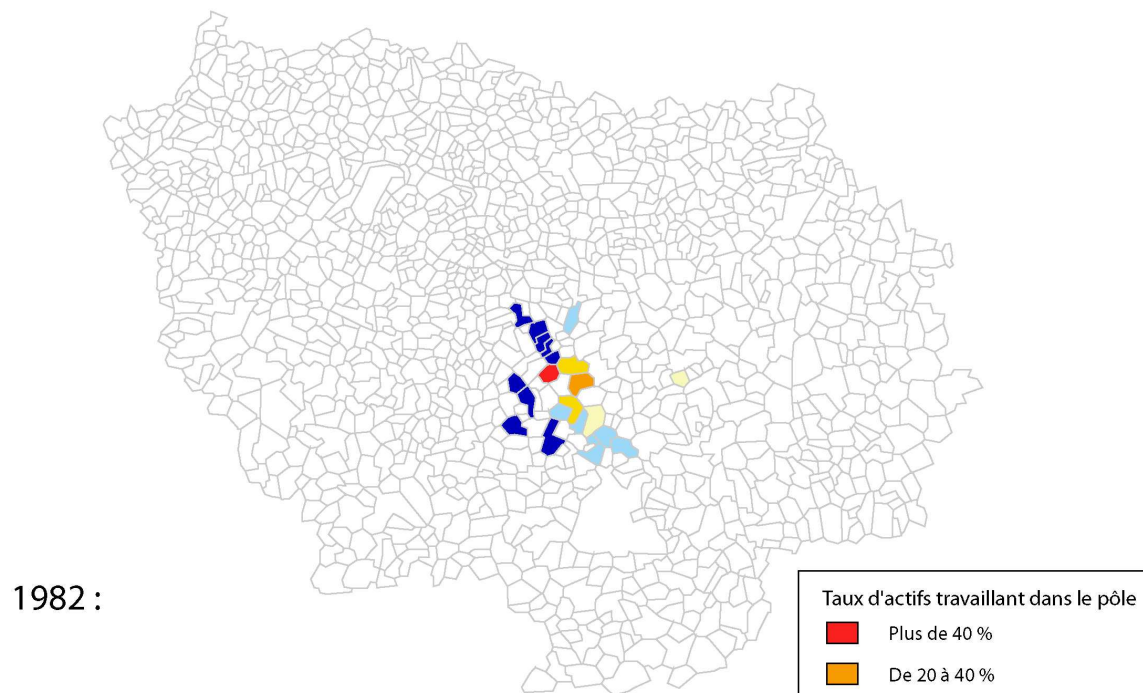 1982 :
Taux d'actifs travaillant dans le pôle
Plus de 40 %
De 20 à 40 %